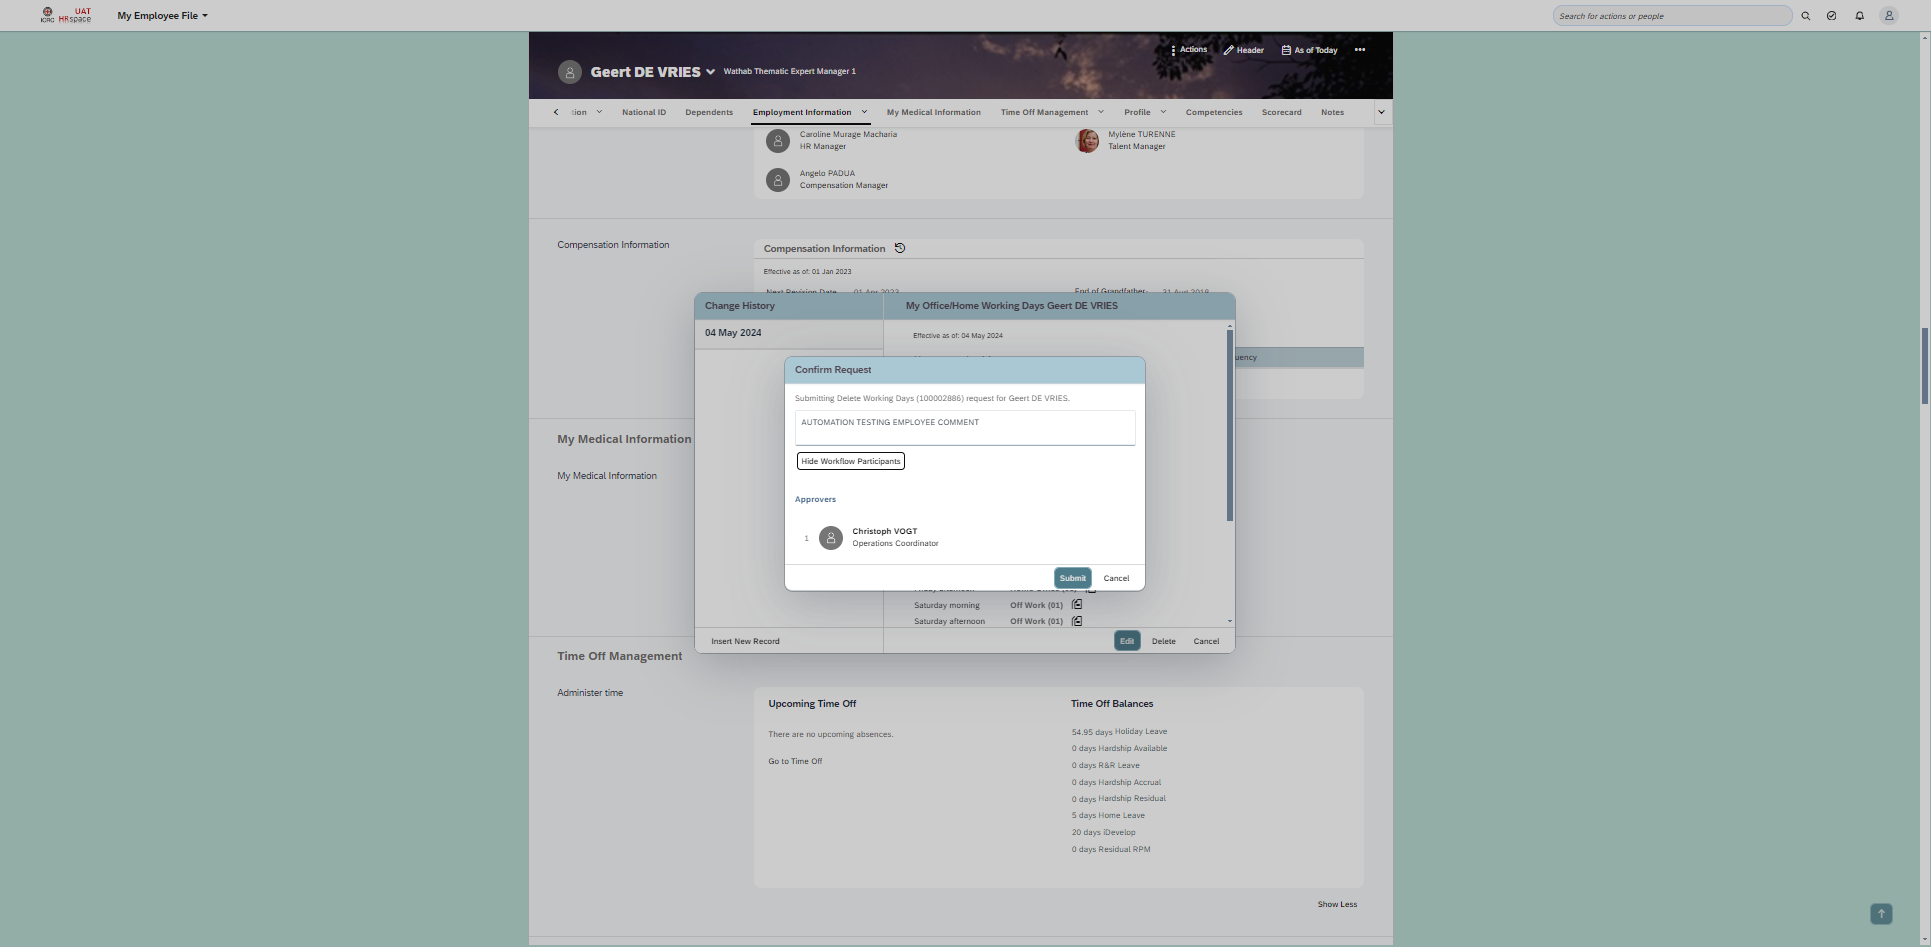 ICRC
UAT
HRspace
My Employee File
Search for actions or people
Actions
Header
As of Today
Geert DE VRIES
Wathab Thematic Expert Manager 1
tion
National ID
Dependents
Employment Information
My Medical Information
Time Off Management
Profile
Competencies
Scorecard
Notes
Caroline Murage Macharia
HR Manager
Mylène TURENNE
Talent Manager
Angelo PADUA
Compensation Manager
Compensation Information
Compensation Information
Effective as of: 01 Jan 2023
Next Revision Date
01 Apr 2023
End of Grandfather-
31 Aug 2018
uency
Change History
My Office/Home Working Days Geert DE VRIES
04 May 2024
Effective as of: 04 May 2024
Confirm Request
Submitting Delete Working Days (100002886) request for Geert DE VRIES.
AUTOMATION TESTING EMPLOYEE COMMENT
Hide Workflow Participants
Approvers
1
Christoph VOGT
Operations Coordinator
Submit
Cancel
Saturday morning
Off Work (01)
Saturday afternoon
Off Work (01)
Insert New Record
Edit
Delete
Cancel
My Medical Information
My Medical Information
Time Off Management
Administer time
Upcoming Time Off
There are no upcoming absences.
Go to Time Off
Time Off Balances
54.95 days Holiday Leave
0 days Hardship Available
0 days R&R Leave
0 days Hardship Accrual
0 days Hardship Residual
5 days Home Leave
20 days iDevelop
0 days Residual RPM
Show Less